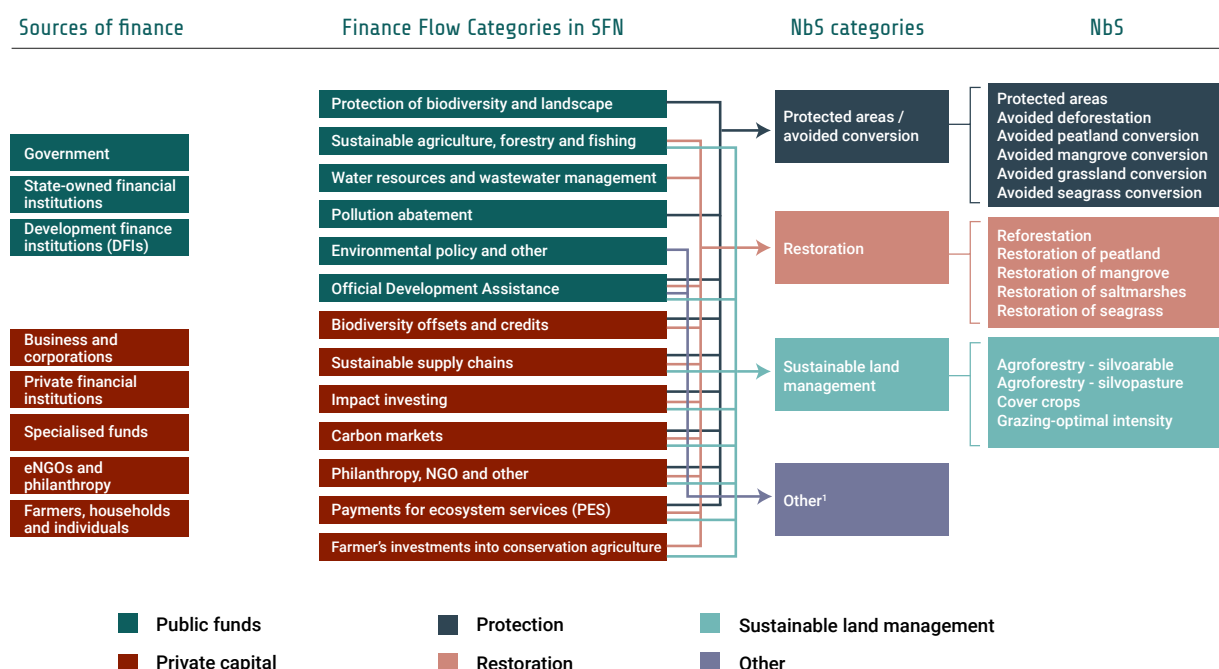 Sources of finance
Finance Flow Categories in SFN
NbS categories
NbS
Government
State-owned financial
institutions
Development finance
institutions (DFIs)
Business and
corporations
Private financial
institutions
Specialised funds
eNGOs and
philanthropy
Farmers, households
and individuals
Protection of biodiversity and landscape
Sustainable agriculture, forestry and fishing
Water resources and wastewater management
Pollution abatement
Environmental policy and other
Official Development Assistance
Biodiversity offsets and credits
Sustainable supply chains
Impact investing
Carbon markets
Philanthropy, NGO and other
Payments for ecosystem services (PES)
Farmer's investments into conservation agriculture
Protected areas /
avoided conversion
Restoration
Sustainable land
management
Other¹
Protected areas
Avoided deforestation
Avoided peatland conversion
Avoided mangrove conversion
Avoided grassland conversion
Avoided seagrass conversion
Reforestation
Restoration of peatland
Restoration of mangrove
Restoration of saltmarshes
Restoration of seagrass
Agroforestry - silvoarable
Agroforestry - silvopasture
Cover crops
Grazing-optimal intensity
Public funds
Protection
Sustainable land management
Private capital
Restoration
Other